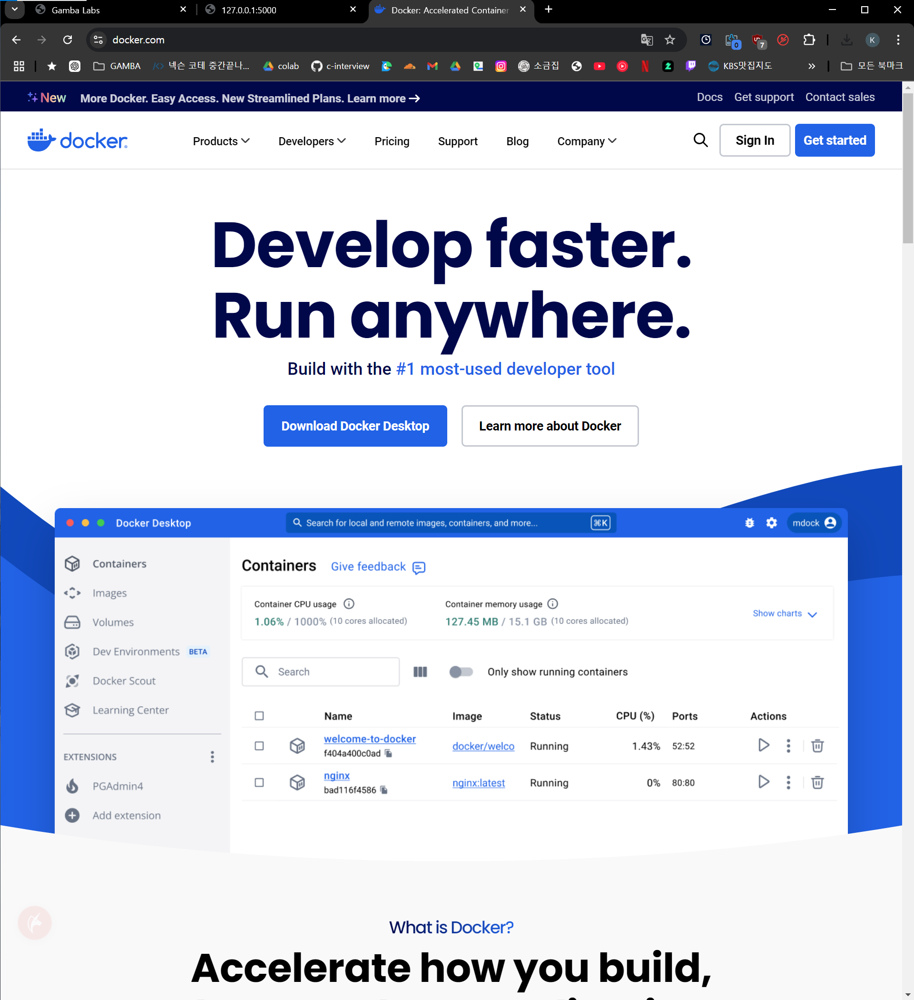 Gamba Labs
127.0.0.1:5000
Docker: Accelerated Container
docker.com
0
7
K
GAMBA
넥슨 코테 중간끝나...
colab
c-interview
소금집
KBS맛집지도
모든 북마크
New
More Docker. Easy Access. New Streamlined Plans. Learn more
Docs
Get support
Contact sales
docker
Products
Developers
Pricing
Support
Blog
Company
Sign In
Get started
Develop faster.
Run anywhere.
Build with the #1 most-used developer tool
Download Docker Desktop
Learn more about Docker
Docker Desktop
Search for local and remote images, containers, and more...
⌘K
mdock
Containers
Images
Volumes
Dev Environments BETA
Docker Scout
Learning Center
EXTENSIONS
PGAdmin4
Add extension
Containers
Give feedback
Container CPU usage
1.06% / 1000% (10 cores allocated)
Container memory usage
127.45 MB / 15.1 GB (10 cores allocated)
Show charts
Search
Only show running containers
Name Image Status CPU (%) Ports Actions
welcome-to-docker
f404a400c0ad
docker/welco Running 1.43% 52:52
nginx
bad116f4586
nginx:latest Running 0% 80:80
What is Docker?
Accelerate how you build,